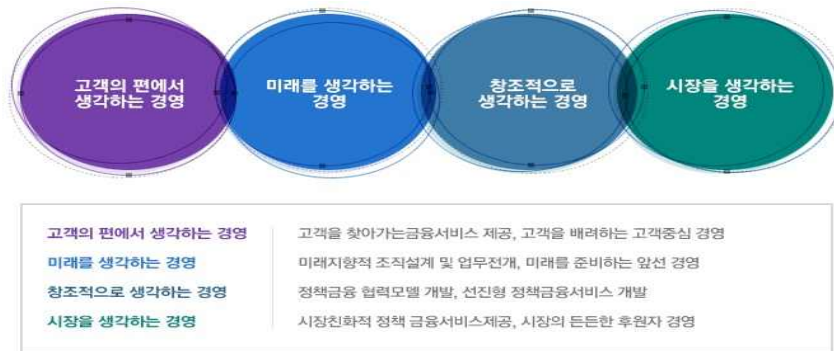 고객의 편에서
생각하는 경영
미래를 생각하는
경영
창조적으로
생각하는 경영
시장을 생각하는
경영
고객의 편에서 생각하는 경영 고객을 찾아가는금융서비스 제공, 고객을 배려하는 고객중심 경영
미래를 생각하는 경영 미래지향적 조직설계 및 업무전개, 미래를 준비하는 앞선 경영
창조적으로 생각하는 경영 정책금융 협력모델 개발, 선진형 정책금융서비스 개발
시장을 생각하는 경영 시장친화적 정책 금융서비스제공, 시장의 든든한 후원자 경영